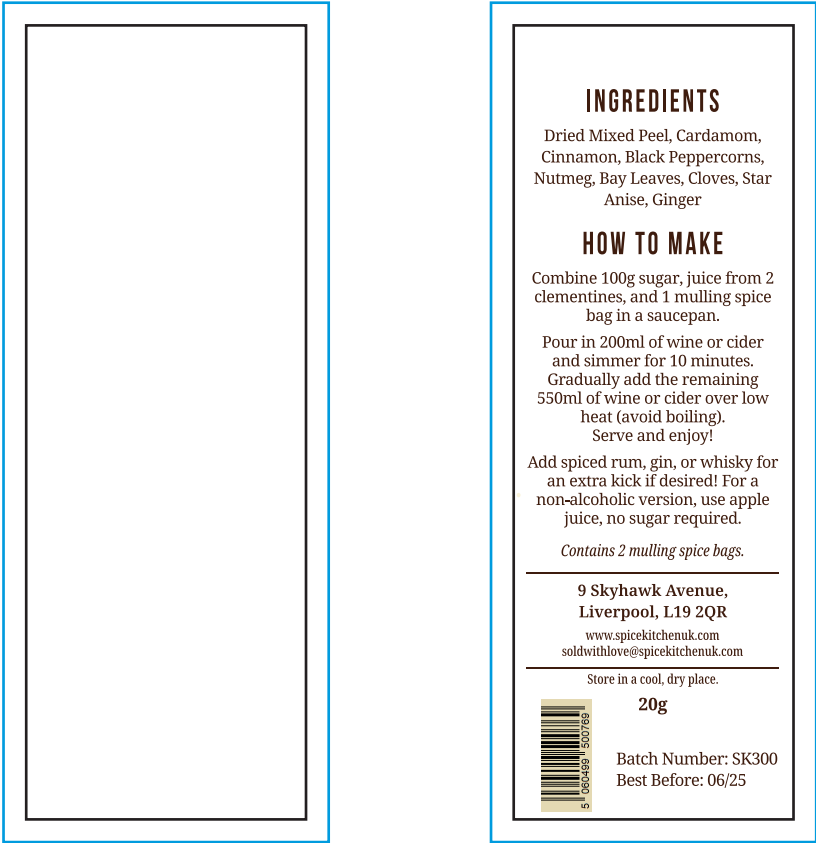 INGREDIENTS
Dried Mixed Peel, Cardamom,
Cinnamon, Black Peppercorns,
Nutmeg, Bay Leaves, Cloves, Star
Anise, Ginger
HOW TO MAKE
Combine 100g sugar, juice from 2
clementines, and 1 mulling spice
bag in a saucepan.
Pour in 200ml of wine or cider
and simmer for 10 minutes.
Gradually add the remaining
550ml of wine or cider over low
heat (avoid boiling).
Serve and enjoy!
Add spiced rum, gin, or whisky for
an extra kick if desired! For a
non-alcoholic version, use apple
juice, no sugar required.
Contains 2 mulling spice bags.
9 Skyhawk Avenue,
Liverpool, L19 2QR
www.spicekitchenuk.com
soldwithlove@spicekitchenuk.com
Store in a cool, dry place.
20g
5 060499 500769
Batch Number: SK300
Best Before: 06/25